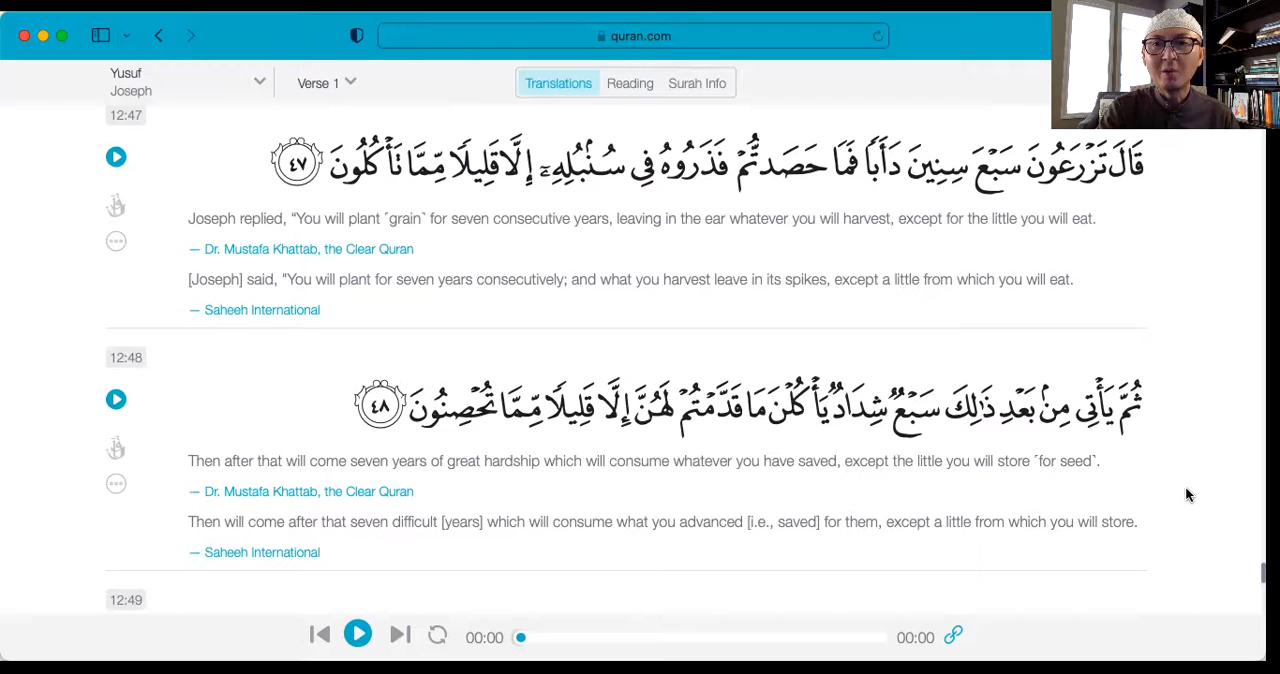 quran.com
Yusuf
Joseph
Verse 1
Translations Reading Surah Info
12:47
قَالَ تَزْرَعُونَ سَبْعَ سِنِينَ دَأَبًا فَمَا حَصَدتُّمْ فَذَرُوهُ فِى سُنۢبُلِهِۦٓ إِلَّا قَلِيلًا مِّمَّا تَأْكُلُونَ ٤٧
Joseph replied, “You will plant ˹grain˺ for seven consecutive years, leaving in the ear whatever you will harvest, except for the little you will eat.
— Dr. Mustafa Khattab, the Clear Quran
[Joseph] said, "You will plant for seven years consecutively; and what you harvest leave in its spikes, except a little from which you will eat.
— Saheeh International
12:48
ثُمَّ يَأْتِى مِنۢ بَعْدِ ذَٰلِكَ سَبْعٌ شِدَادٌ يَأْكُلْنَ مَا قَدَّمْتُمْ لَهُنَّ إِلَّا قَلِيلًا مِّمَّا تُحْصِنُونَ ٤٨
Then after that will come seven years of great hardship which will consume whatever you have saved, except the little you will store ˹for seed˺.
— Dr. Mustafa Khattab, the Clear Quran
Then will come after that seven difficult [years] which will consume what you advanced [i.e., saved] for them, except a little from which you will store.
— Saheeh International
12:49
00:00 00:00